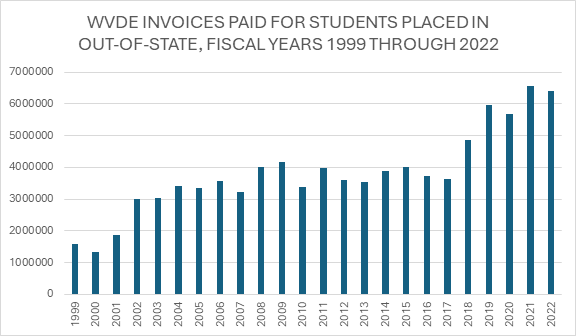 WVDE INVOICES PAID FOR STUDENTS PLACED IN
OUT-OF-STATE, FISCAL YEARS 1999 THROUGH 2022
7000000
6000000
5000000
4000000
3000000
2000000
1000000
0
1999 2000 2001 2002 2003 2004 2005 2006 2007 2008 2009 2010 2011 2012 2013 2014 2015 2016 2017 2018 2019 2020 2021 2022